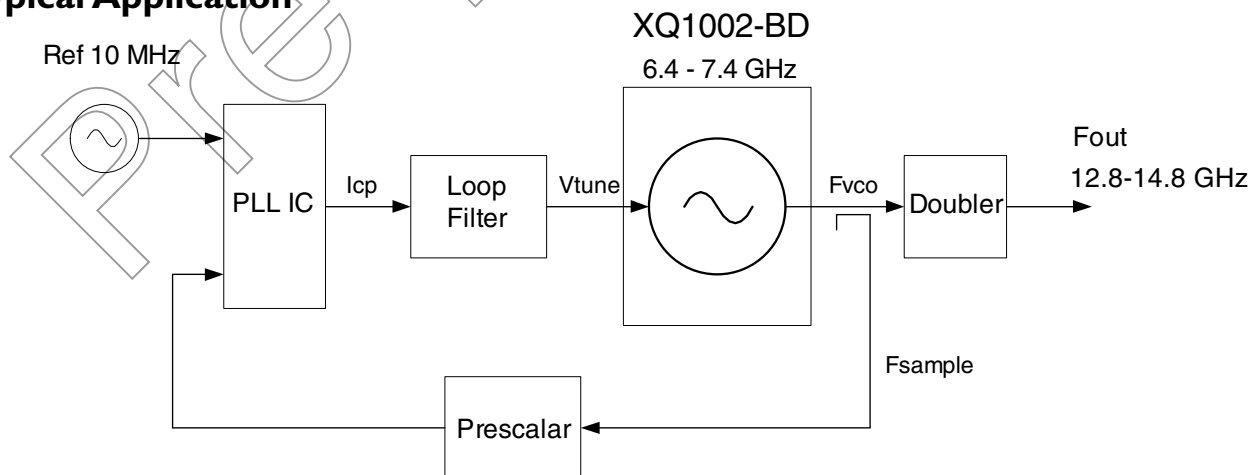 pical Application
XQ1002-BD
Ref 10 MHz
6.4 - 7.4 GHz
Fout
12.8-14.8 GHz
PLL IC
Icp
Loop
Filter
Vtune
Fvco
Doubler
Fsample
Prescalar
Pre